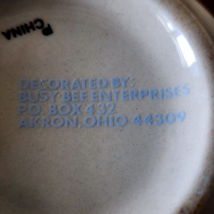 CHINA
DECORATED BY:
BUSY BEE ENTERPRISES
P.O. BOX 432
AKRON, OHIO 44309